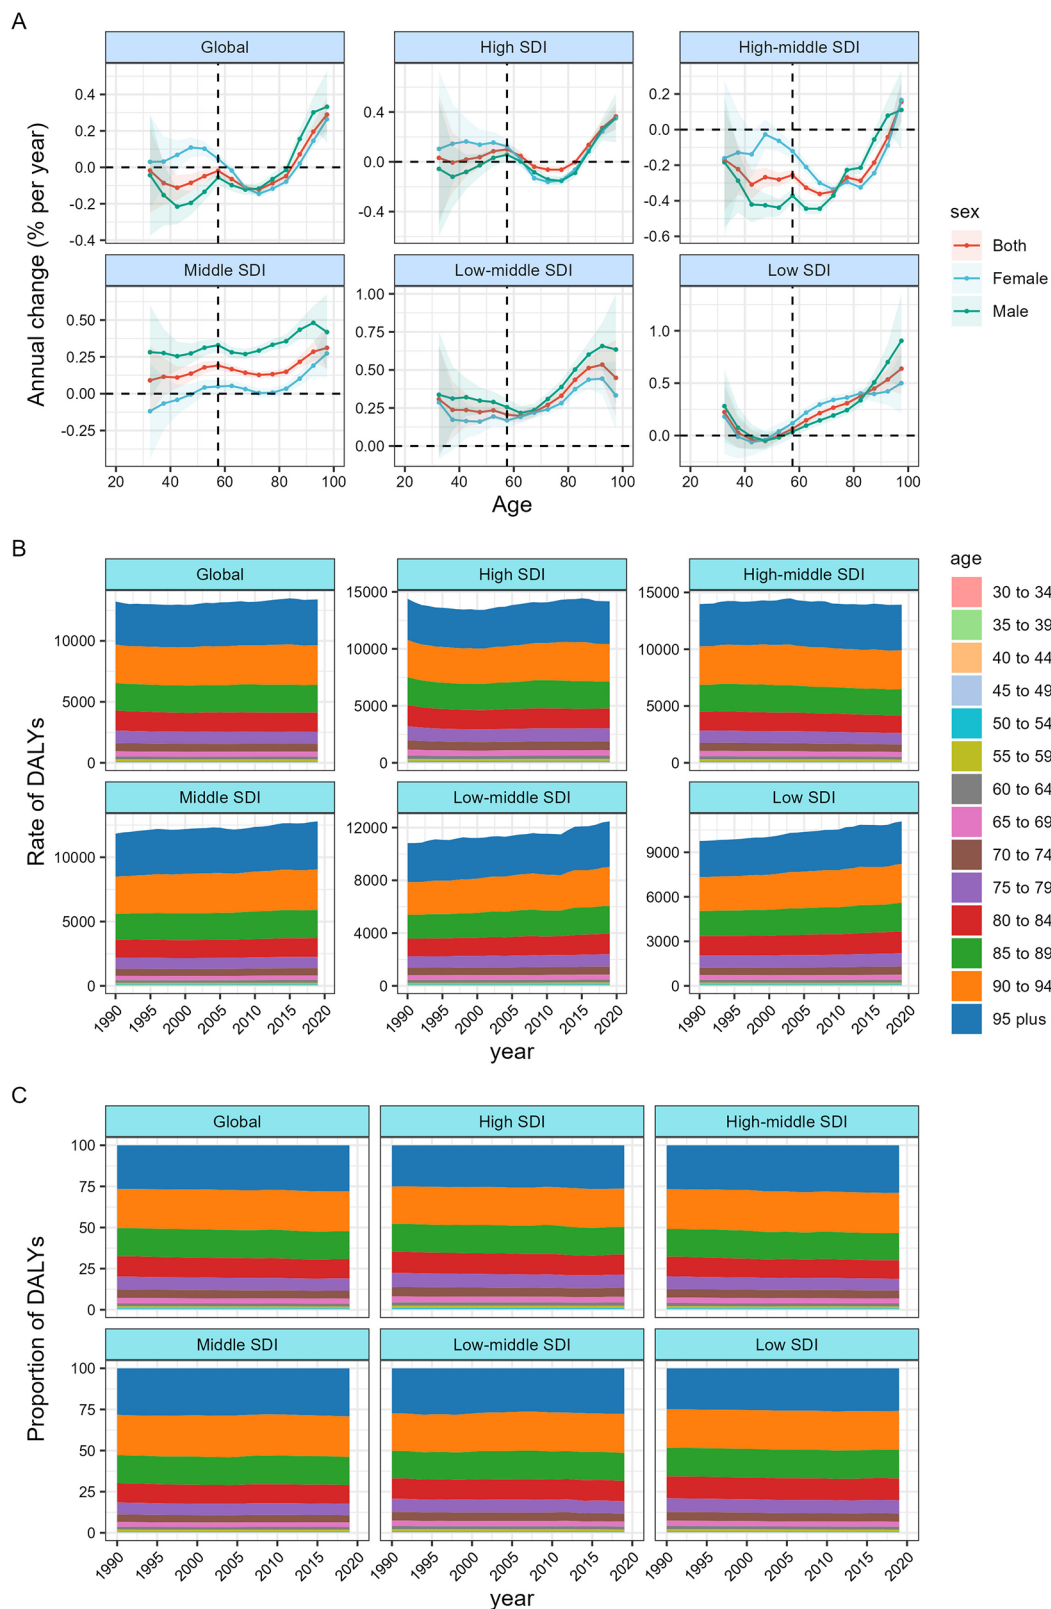 A
Global
High SDI
High-middle SDI
0.4
0.2
0.0
-0.2
-0.4
0.4
0.0
-0.4
0.2
0.0
-0.2
-0.4
-0.6
Middle SDI
Low-middle SDI
Low SDI
0.50
0.25
0.00
-0.25
1.00
0.75
0.50
0.25
0.00
1.0
0.5
0.0
20 40 60 80 100
20 40 60 80 100
20 40 60 80 100
Annual change (% per year)
Age
sex
Both
Female
Male
B
Global
High SDI
High-middle SDI
10000
5000
0
15000
10000
5000
0
15000
10000
5000
0
Middle SDI
Low-middle SDI
Low SDI
10000
5000
0
12000
8000
4000
0
9000
6000
3000
0
1990 1995 2000 2005 2010 2015 2020
1990 1995 2000 2005 2010 2015 2020
1990 1995 2000 2005 2010 2015 2020
Rate of DALYs
year
age
30 to 34
35 to 39
40 to 44
45 to 49
50 to 54
55 to 59
60 to 64
65 to 69
70 to 74
75 to 79
80 to 84
85 to 89
90 to 94
95 plus
C
Global
High SDI
High-middle SDI
100
75
50
25
0
Middle SDI
Low-middle SDI
Low SDI
100
75
50
25
0
1990 1995 2000 2005 2010 2015 2020
1990 1995 2000 2005 2010 2015 2020
1990 1995 2000 2005 2010 2015 2020
Proportion of DALYs
year